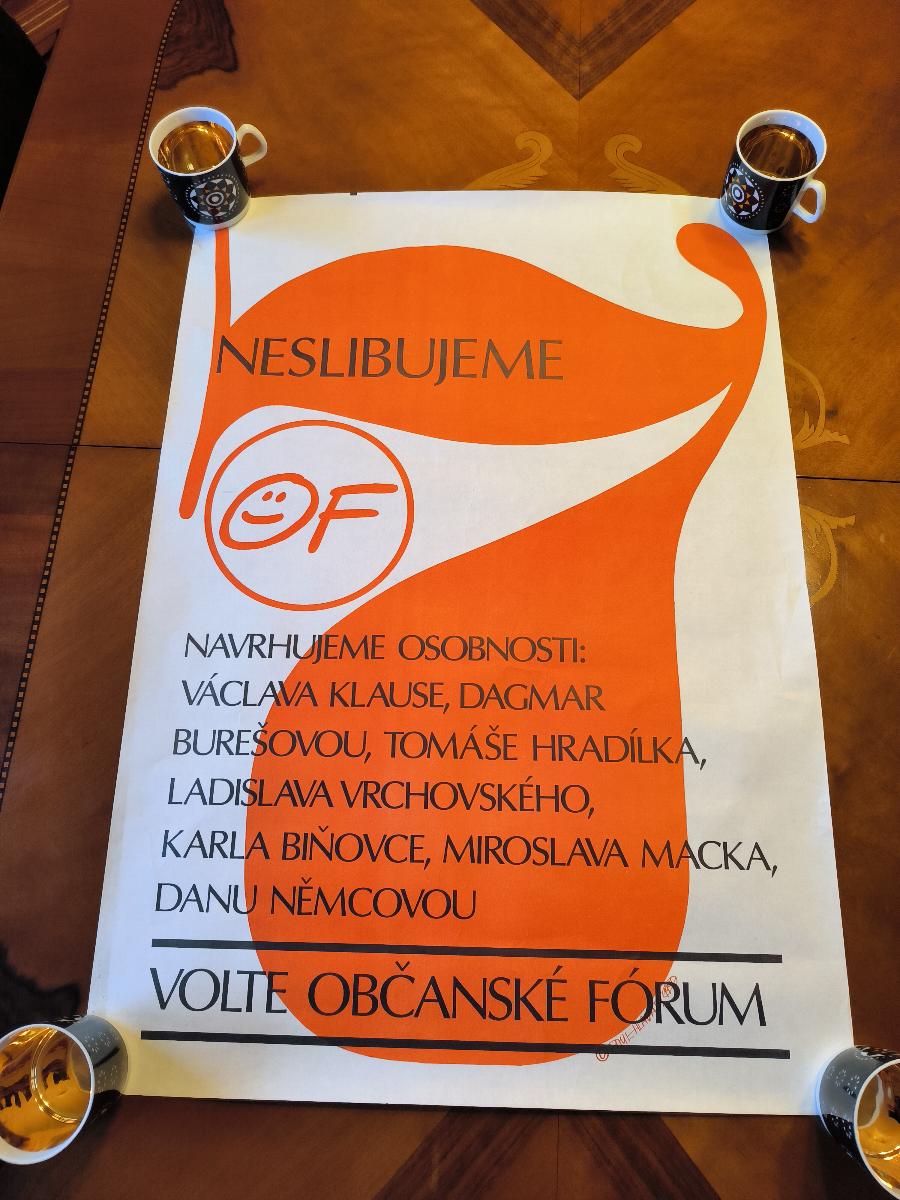 NESLIBUJEME
OF
NAVRHUJEME OSOBNOSTI:
VÁCLAVA KLAUSE, DAGMAR
BUREŠOVOU, TOMÁŠE HRADÍLKA,
LADISLAVA VRCHOVSKÉHO,
KARLA BIŇOVCE, MIROSLAVA MACKA,
DANU NĚMCOVOU
VOLTE OBČANSKÉ FÓRUM